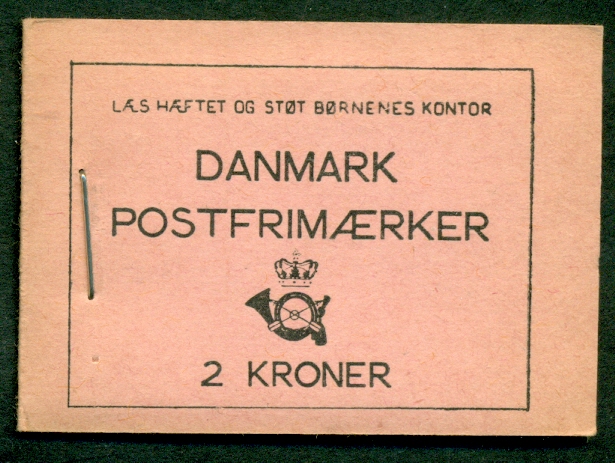 LÆS HÆFTET OG STØT BØRNENES KONTOR
DANMARK
POSTFRIMÆRKER
2 KRONER